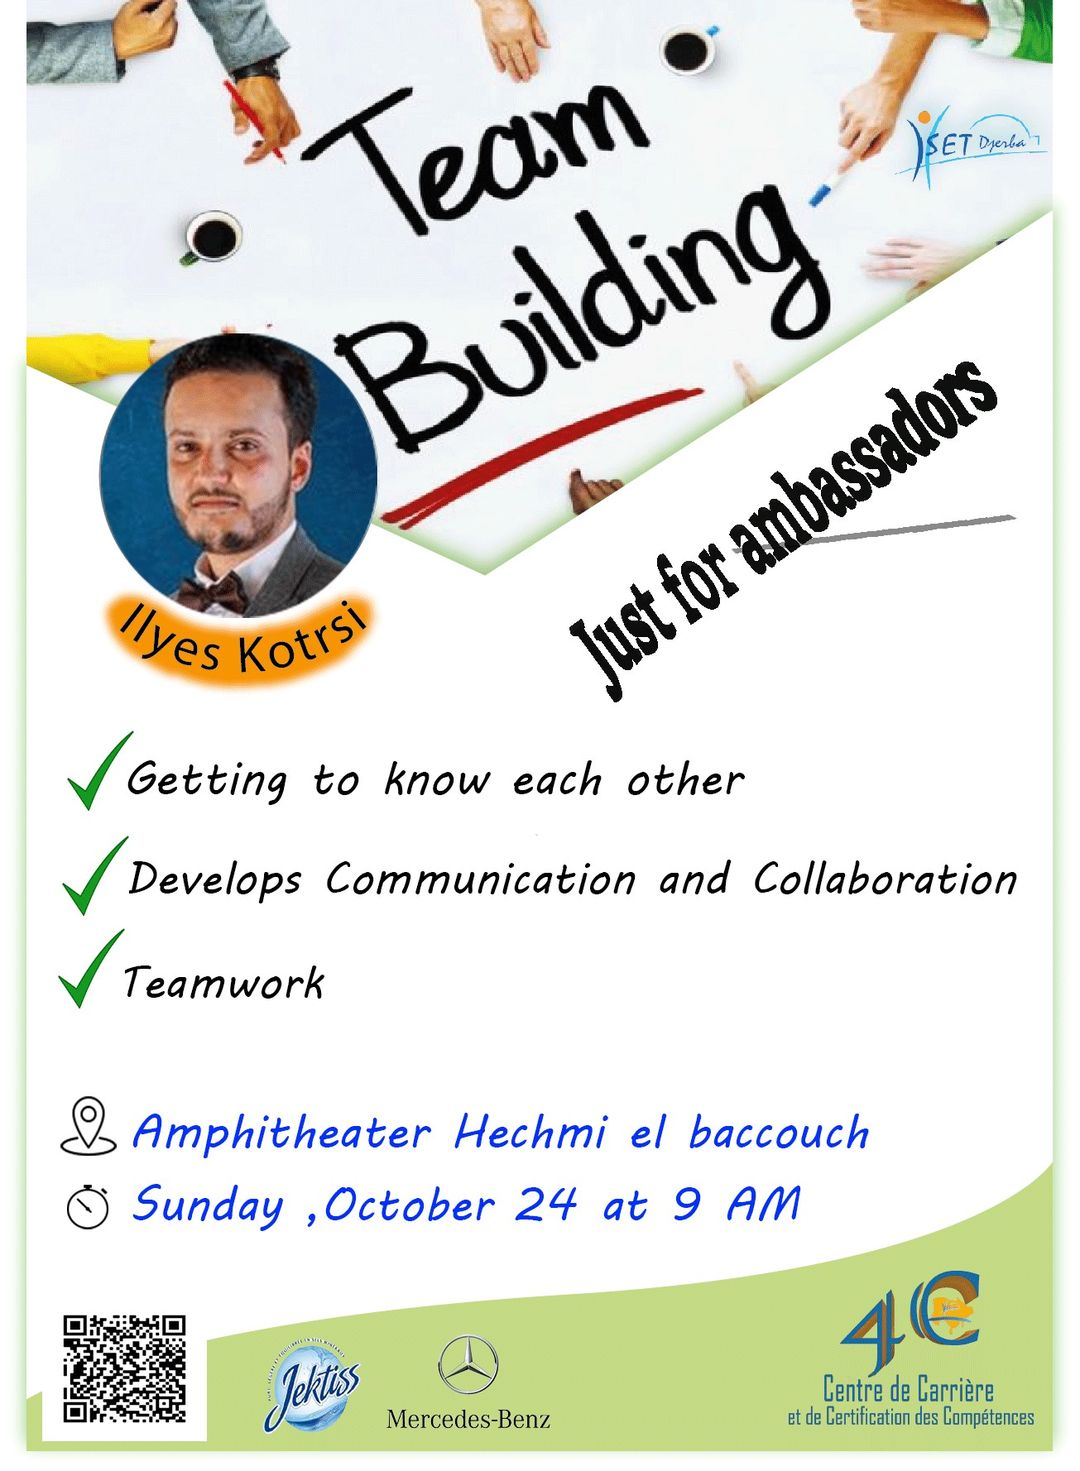 Team
Building
iSET Djerba
Just for ambassadors
Ilyes Kotrsi
Getting to know each other
Develops Communication and Collaboration
Teamwork
Amphitheater Hechmi el baccouch
Sunday ,October 24 at 9 AM
Jektiss
Mercedes-Benz
4C
Centre de Carrière
et de Certification des Compétences